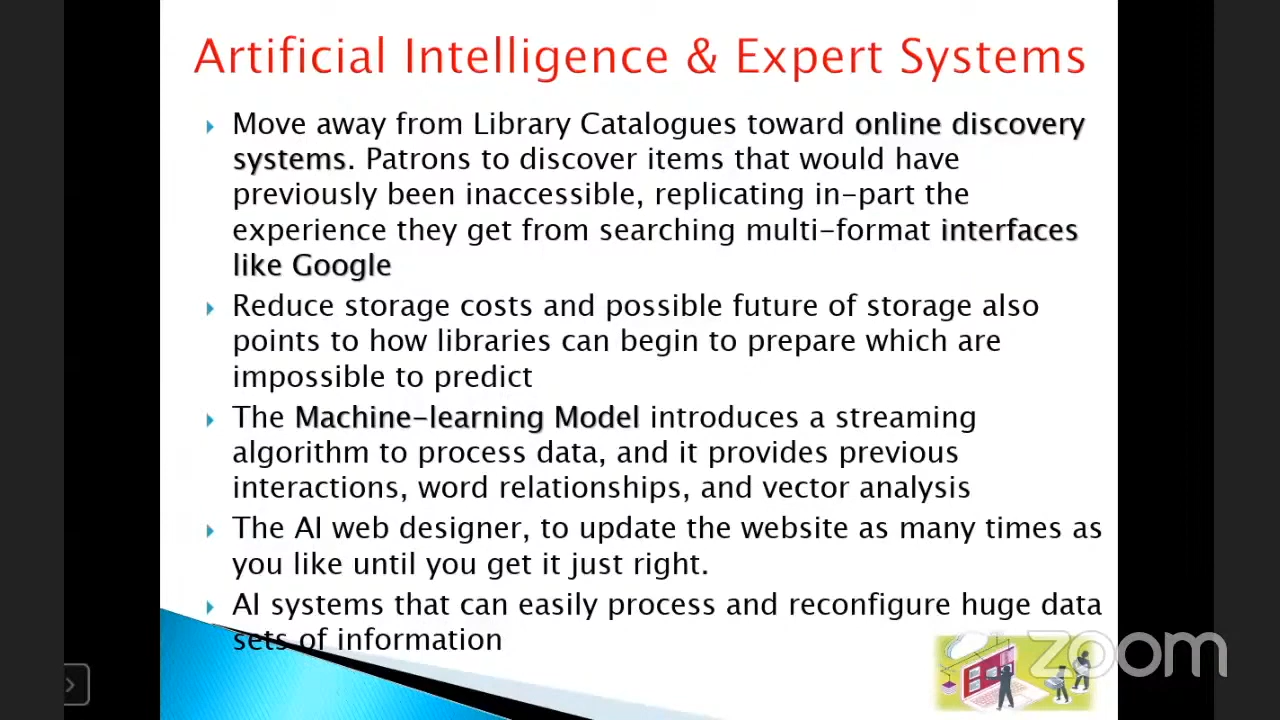 Artificial Intelligence & Expert Systems
Move away from Library Catalogues toward online discovery
systems. Patrons to discover items that would have
previously been inaccessible, replicating in-part the
experience they get from searching multi-format interfaces
like Google
Reduce storage costs and possible future of storage also
points to how libraries can begin to prepare which are
impossible to predict
The Machine-learning Model introduces a streaming
algorithm to process data, and it provides previous
interactions, word relationships, and vector analysis
The AI web designer, to update the website as many times as
you like until you get it just right.
AI systems that can easily process and reconfigure huge data
sets of information
zoom